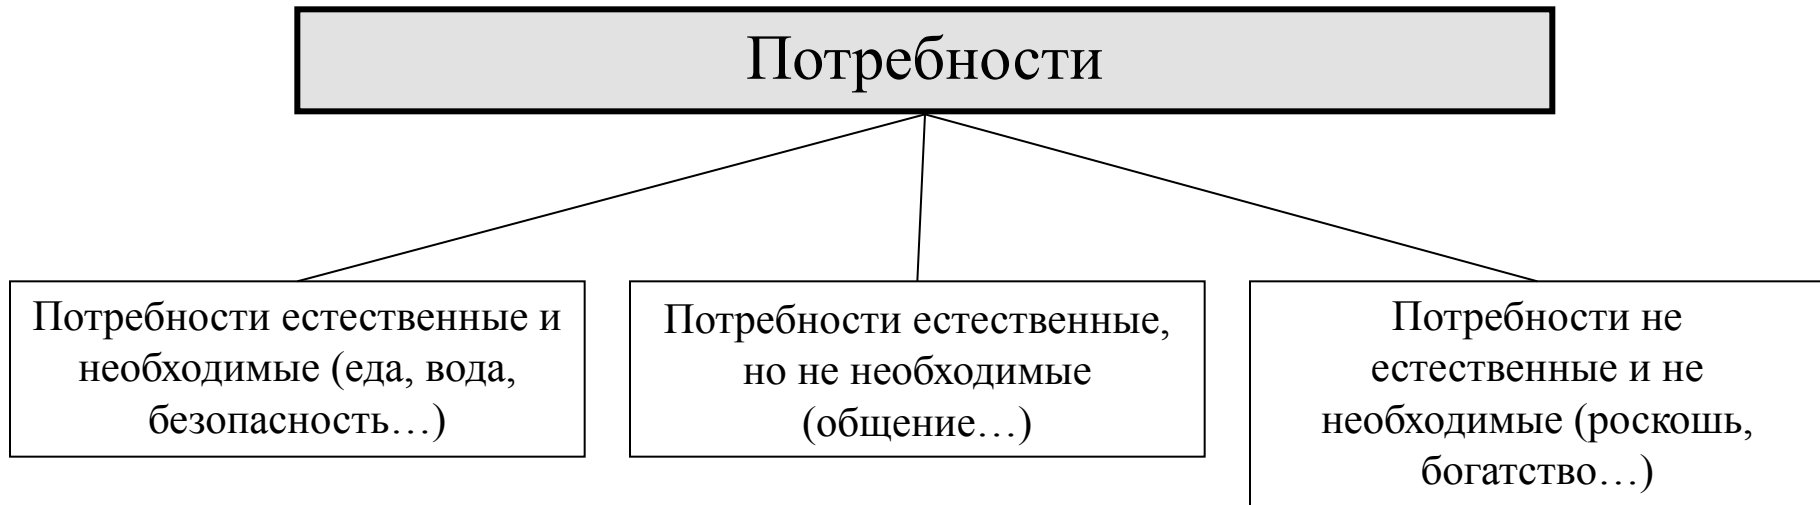 Потребности
Потребности естественные и
необходимые (еда, вода,
безопасность…)
Потребности естественные,
но не необходимые
(общение…)
Потребности не
естественные и не
необходимые (роскошь,
богатство…)